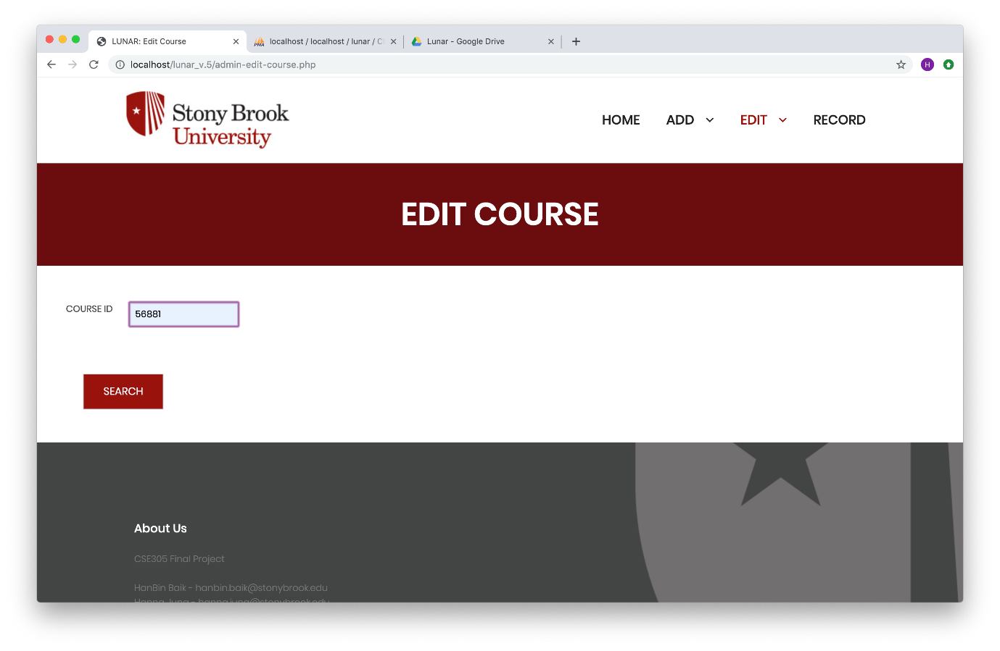 LUNAR: Edit Course
localhost / localhost / lunar / C
Lunar - Google Drive
localhost/lunar_v.5/admin-edit-course.php
H
Stony Brook
University
HOME ADD EDIT RECORD
EDIT COURSE
COURSE ID 56881
SEARCH
About Us
CSE305 Final Project
HanBin Baik - hanbin.baik@stonybrook.edu